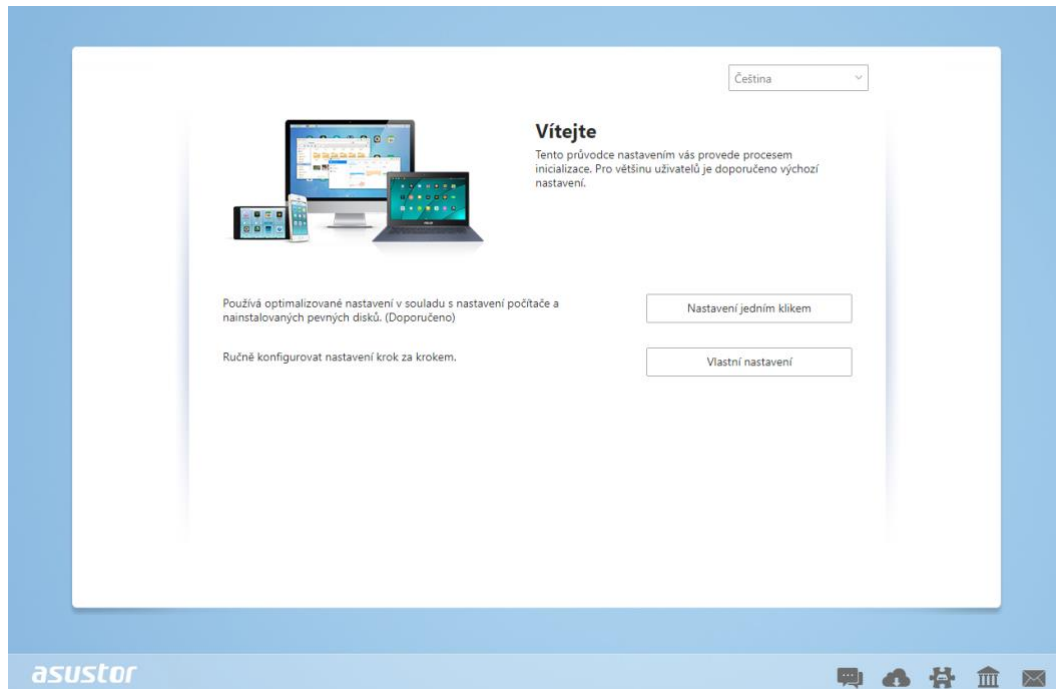 Čeština
Vítejte
Tento průvodce nastavením vás provede procesem
inicializace. Pro většinu uživatelů je doporučeno výchozí
nastavení.
Používá optimalizované nastavení v souladu s nastavení počítače a
nainstalovaných pevných disků. (Doporučeno)
Nastavení jedním klikem
Ručně konfigurovat nastavení krok za krokem.
Vlastní nastavení
asustor